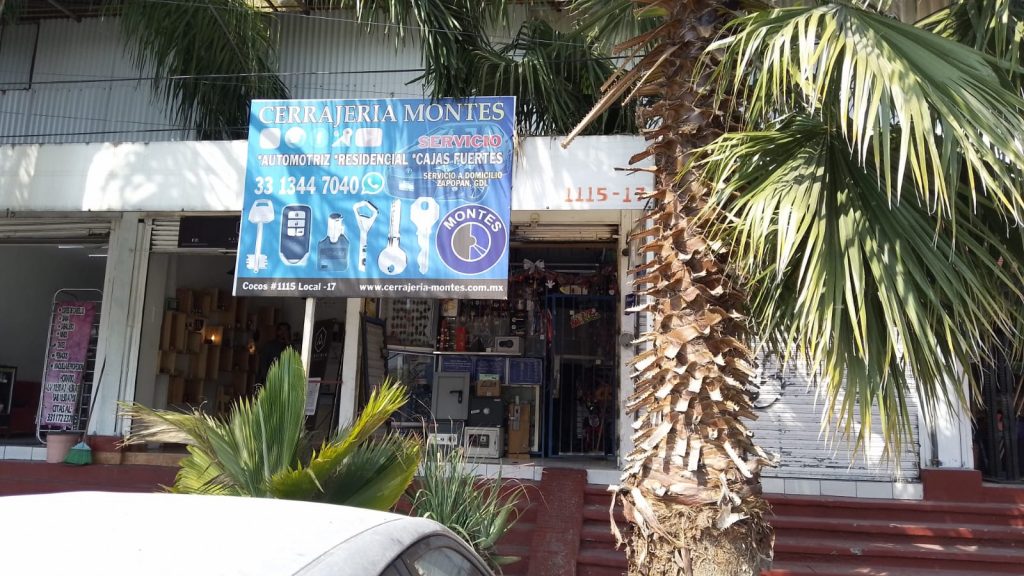 CERRAJERIA MONTES
SERVICIO
*AUTOMOTRIZ *RESIDENCIAL *CAJAS FUERTES
33 1344 7040
SERVICIO A DOMICILIO
ZAPOPAN, GDL
MONTES
Cocos #1115 Local -17
www.cerrajeria-montes.com.mx
1115-17